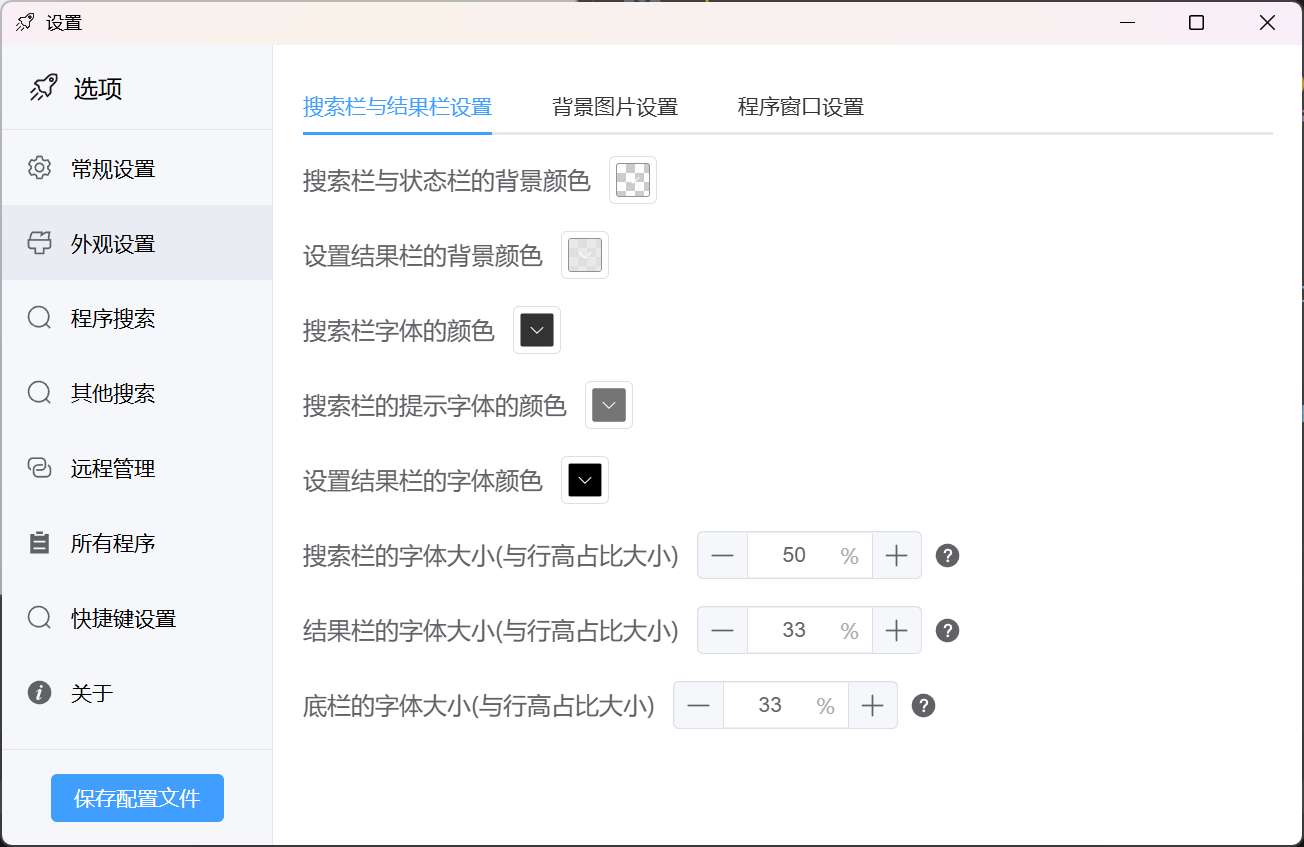 设置
选项
常规设置
外观设置
程序搜索
其他搜索
远程管理
所有程序
快捷键设置
关于
保存配置文件
搜索栏与结果栏设置 背景图片设置 程序窗口设置
搜索栏与状态栏的背景颜色
设置结果栏的背景颜色
搜索栏字体的颜色
搜索栏的提示字体的颜色
设置结果栏的字体颜色
搜索栏的字体大小(与行高占比大小) 50 %
结果栏的字体大小(与行高占比大小) 33 %
底栏的字体大小(与行高占比大小) 33 %